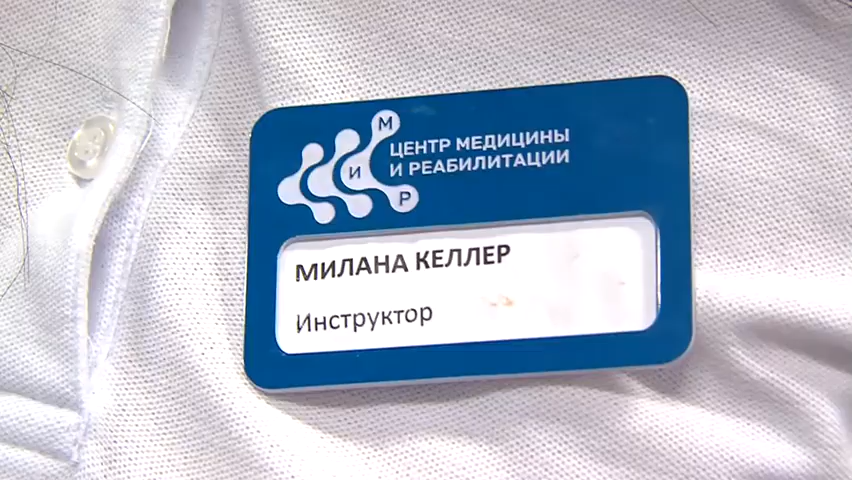 М
И
Р
ЦЕНТР МЕДИЦИНЫ
И РЕАБИЛИТАЦИИ
МИЛАНА КЕЛЛЕР
Инструктор